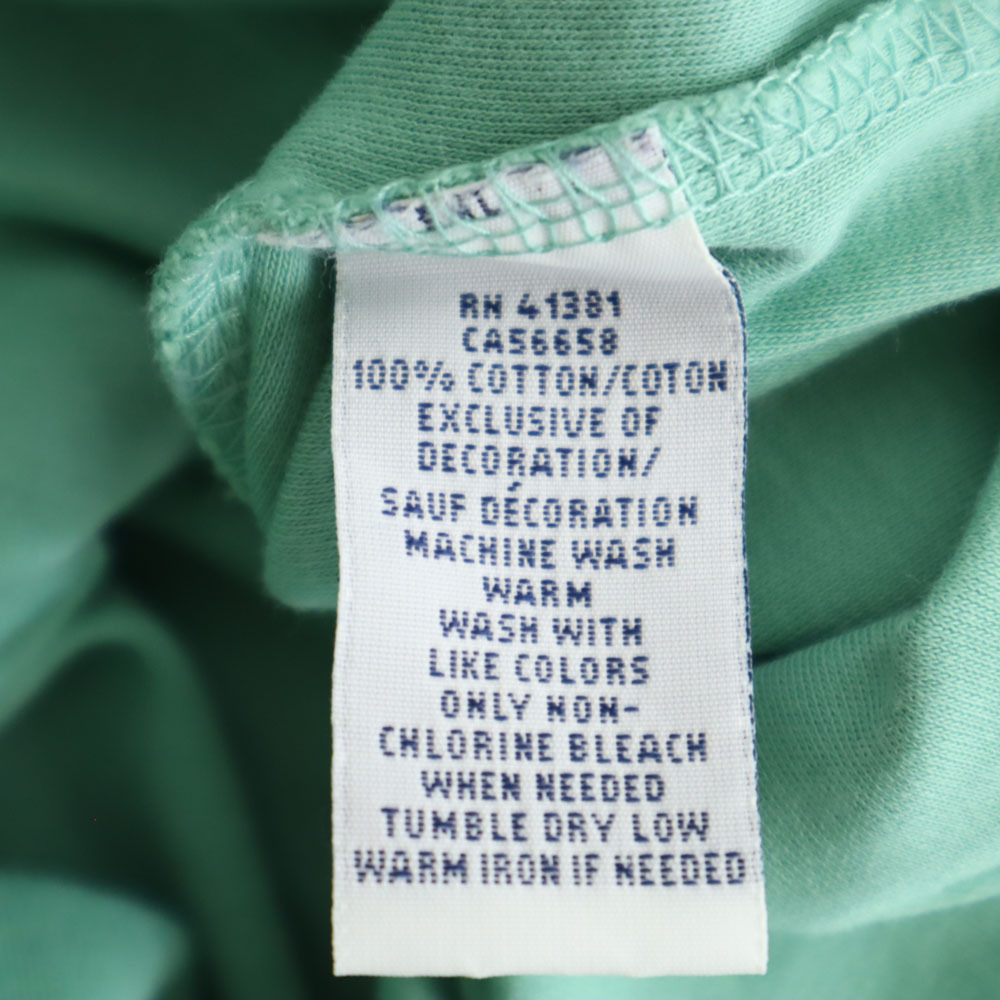 RN 41381
CA56658
100% COTTON/COTON
EXCLUSIVE OF
DECORATION/
SAUF DÉCORATION
MACHINE WASH
WARM
WASH WITH
LIKE COLORS
ONLY NON-
CHLORINE BLEACH
WHEN NEEDED
TUMBLE DRY LOW
WARM IRON IF NEEDED